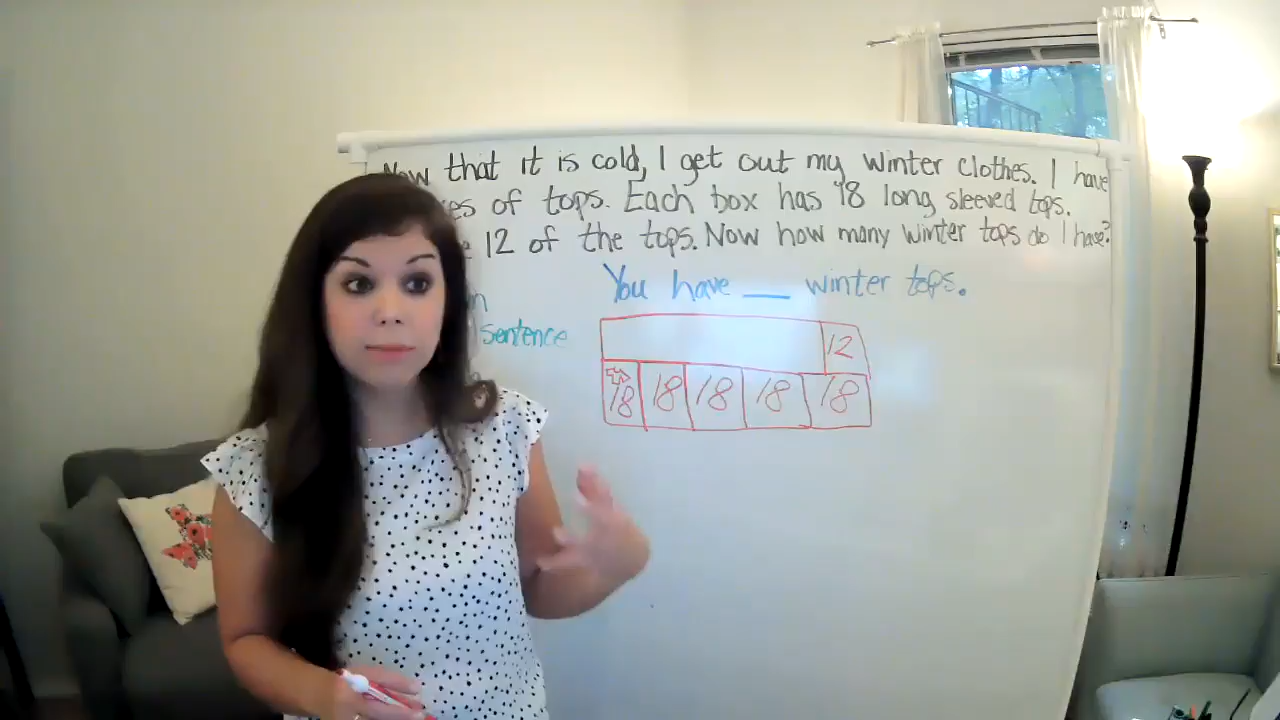 Now that it is cold, I get out my winter clothes. I have
es of tops. Each box has 18 long sleeved tops.
12 of the tops. Now how many winter tops do I have?
You have ___ winter tops.
sentence
12
18 18 18 18 18